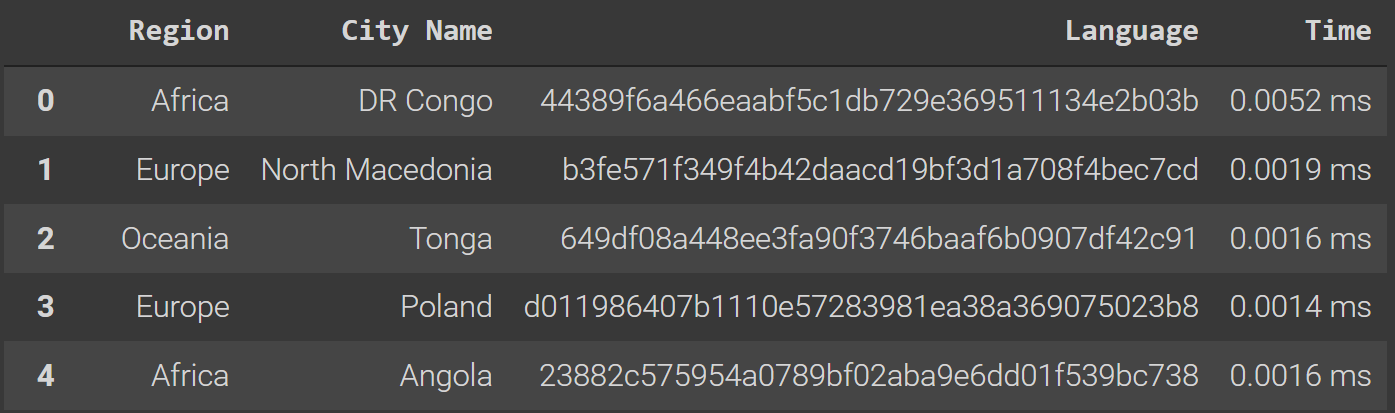 Region City Name Language Time
0 Africa DR Congo 44389f6a466eaabf5c1db729e369511134e2b03b 0.0052 ms
1 Europe North Macedonia b3fe571f349f4b42daacd19bf3d1a708f4bec7cd 0.0019 ms
2 Oceania Tonga 649df08a448ee3fa90f3746baaf6b0907df42c91 0.0016 ms
3 Europe Poland d011986407b1110e57283981ea38a369075023b8 0.0014 ms
4 Africa Angola 23882c575954a0789bf02aba9e6dd01f539bc738 0.0016 ms